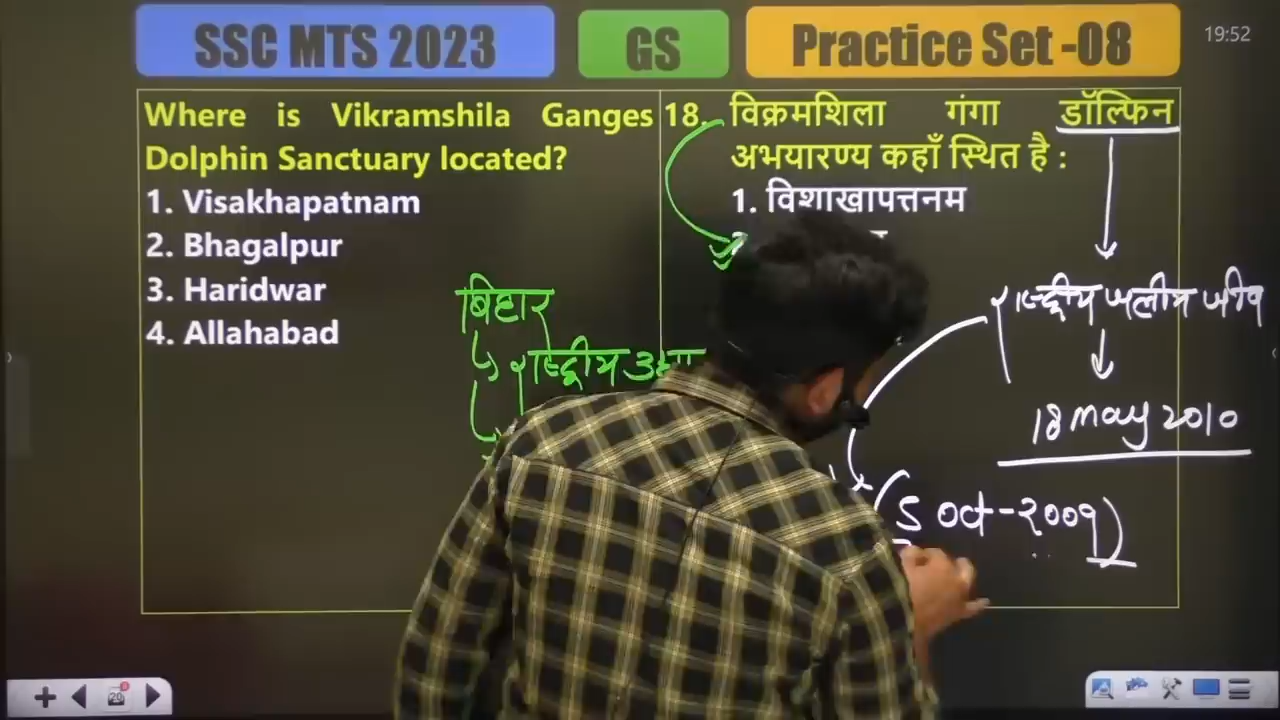 SSC MTS 2023
GS
Practice Set -08
19:52
Where is Vikramshila Ganges
Dolphin Sanctuary located?
1. Visakhapatnam
2. Bhagalpur
3. Haridwar
4. Allahabad
18. विक्रमशिला गंगा डॉल्फिन
अभयारण्य कहाँ स्थित है :
1. विशाखापत्तनम
बिहार
राष्ट्रीय
राष्ट्रीय जलीय जीव
18 may 2010
(5 oct-2009)